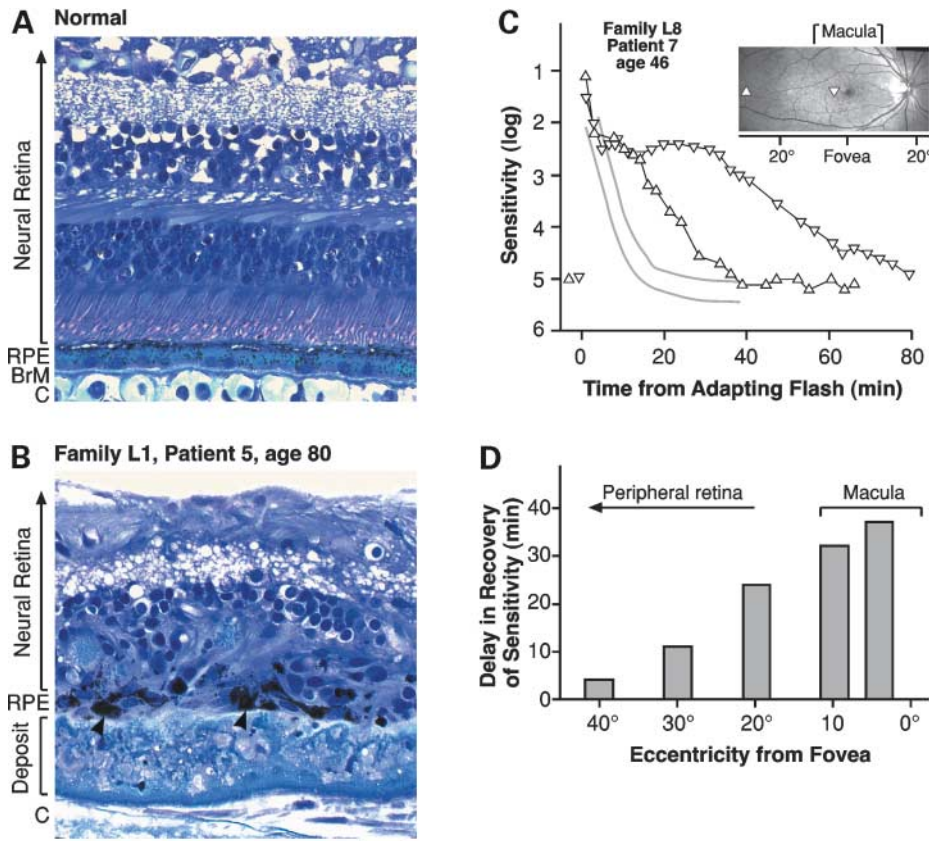 A Normal
Neural Retina
RPE
BrM
C
B Family L1, Patient 5, age 80
Neural Retina
RPE
Deposit
C
C
Family L8
Patient 7
age 46
Macula
20° Fovea 20°
Sensitivity (log)
1
2
3
4
5
6
0 20 40 60 80
Time from Adapting Flash (min)
D
Peripheral retina Macula
Delay in Recovery
of Sensitivity (min)
40
30
20
10
0
40° 30° 20° 10 0°
Eccentricity from Fovea